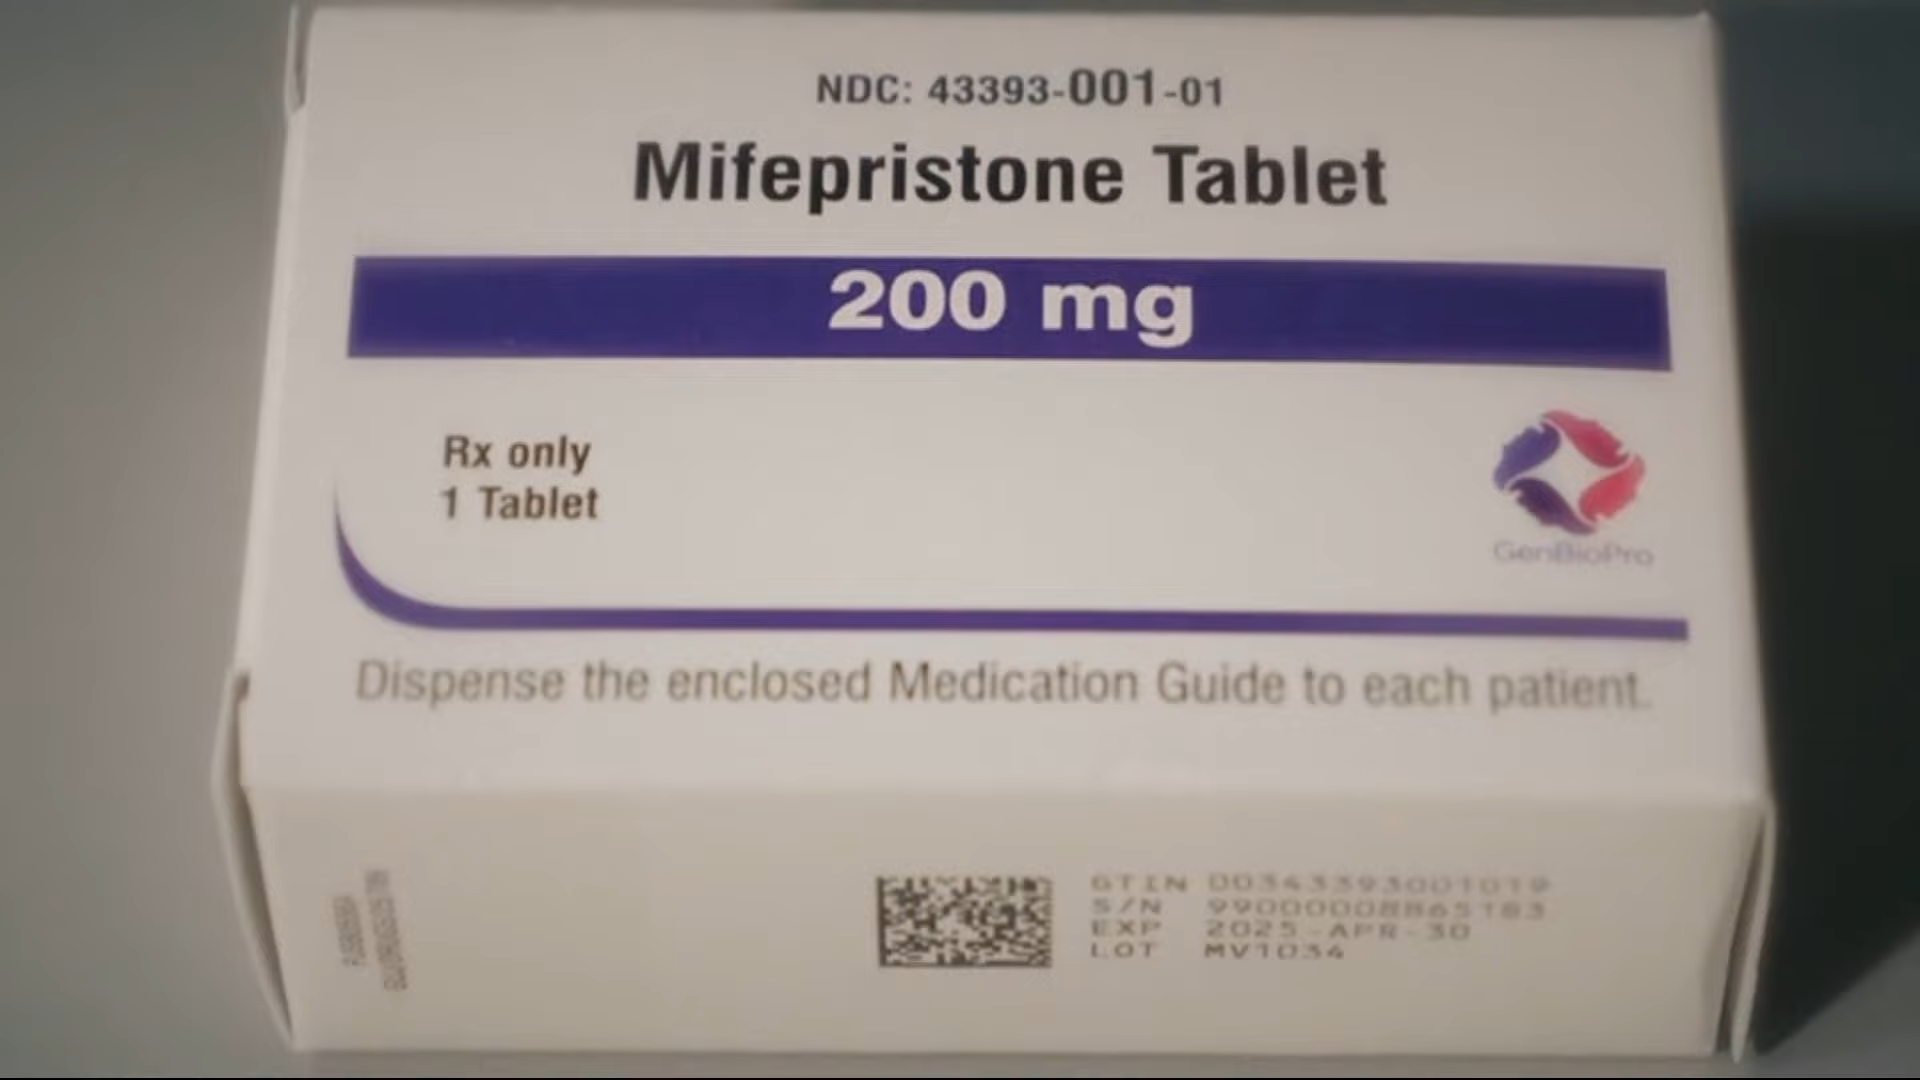 NDC: 43393-001-01
Mifepristone Tablet
200 mg
Rx only
1 Tablet
GenBioPro
Dispense the enclosed Medication Guide to each patient.
GTIN 00343393001019
S/N 99000008865183
EXP 2025-APR-30
LOT MV1034